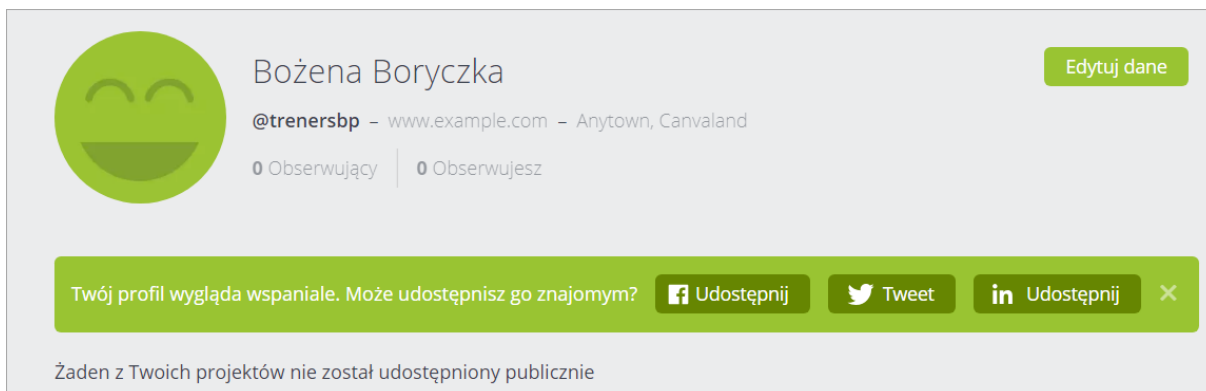 Bożena Boryczka
Edytuj dane
@trenersbp – www.example.com – Anytown, Canvaland
0 Obserwujący 0 Obserwujesz
Twój profil wygląda wspaniale. Może udostępnisz go znajomym? Udostępnij Tweet in Udostępnij
Żaden z Twoich projektów nie został udostępniony publicznie